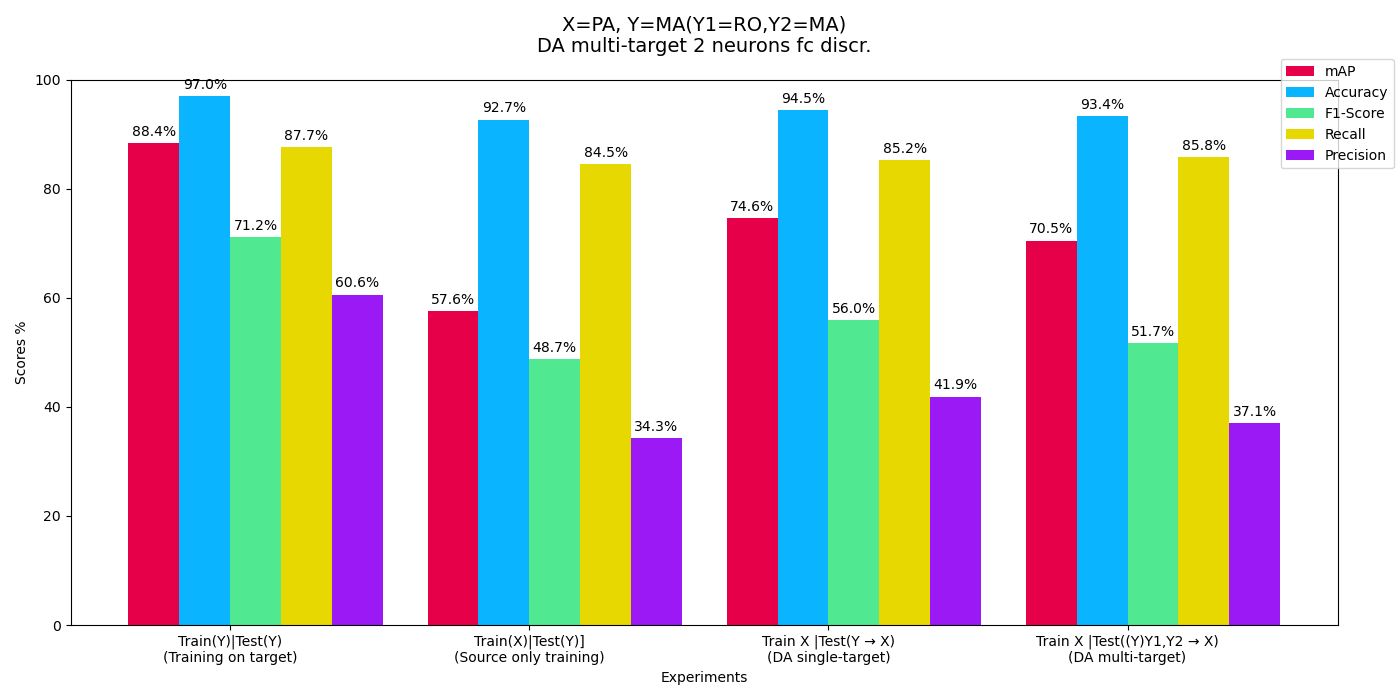 X=PA, Y=MA(Y1=RO,Y2=MA)
DA multi-target 2 neurons fc discr.
mAP
Accuracy
F1-Score
Recall
Precision
Scores %
100
80
60
40
20
0
88.4%
97.0%
71.2%
87.7%
60.6%
57.6%
92.7%
48.7%
84.5%
34.3%
74.6%
94.5%
56.0%
85.2%
41.9%
70.5%
93.4%
51.7%
85.8%
37.1%
Train(Y)|Test(Y)
(Training on target)
Train(X)|Test(Y)]
(Source only training)
Train X |Test(Y → X)
(DA single-target)
Train X |Test((Y)Y1,Y2 → X)
(DA multi-target)
Experiments